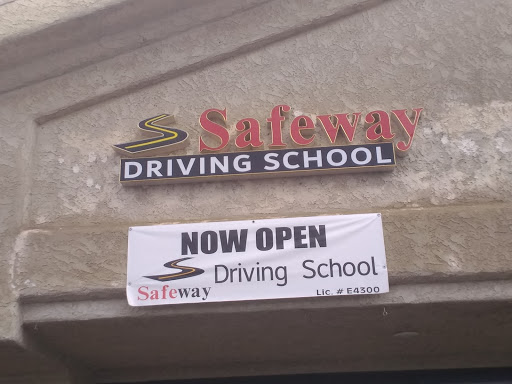 Safeway
DRIVING SCHOOL
NOW OPEN
Driving School
Safeway
Lic. # E4300